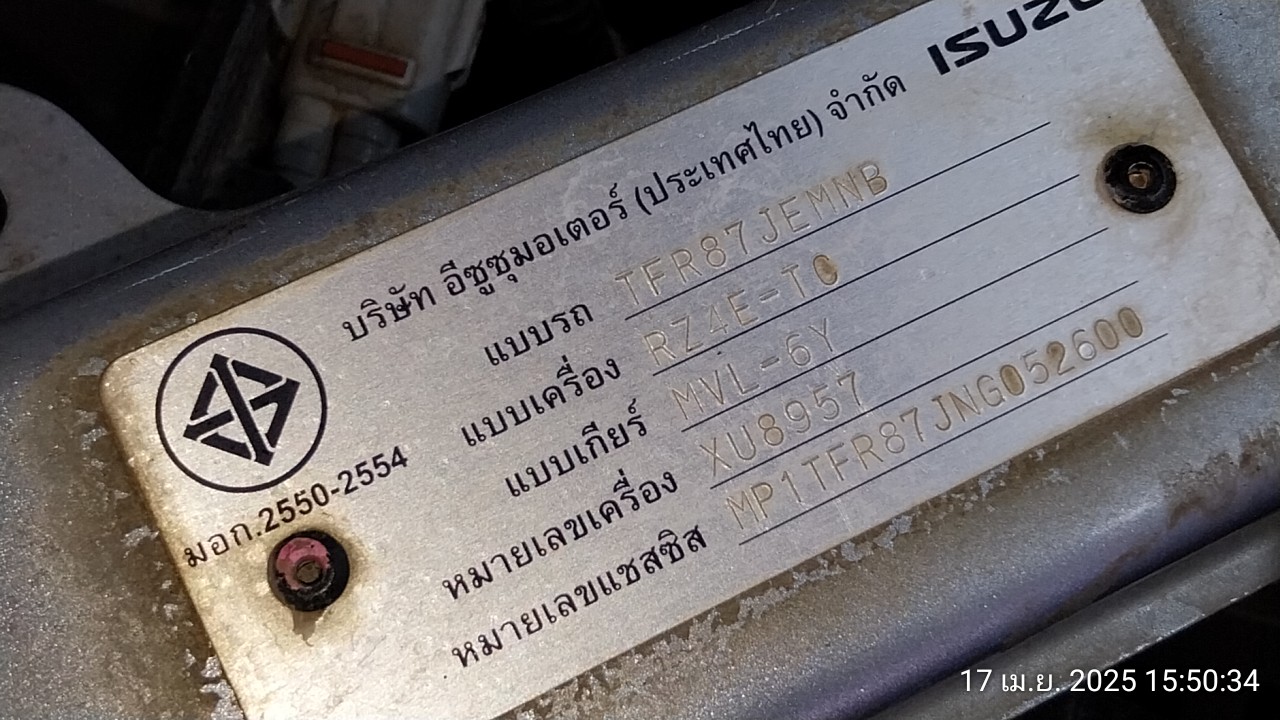 ISUZU
บริษัท อีซูซุมอเตอร์ (ประเทศไทย) จำกัด
แบบรถ TFR87JEMNB
แบบเครื่อง RZ4E-TC
แบบเกียร์ MVL-6Y
หมายเลขเครื่อง XU8957
หมายเลขแชสซิส MP1TFR87JNG052600
มอก.2550-2554
17 เม.ย. 2025 15:50:34